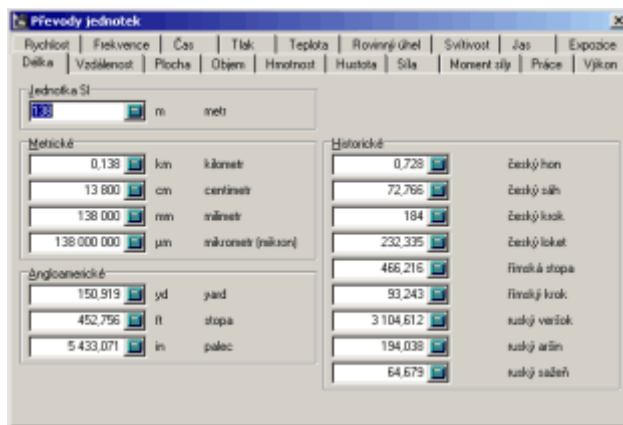 Převody jednotek
Rychlost Frekvence Čas Tlak Teplota Rovinný úhel Svítivost Jas Expozice
Délka Vzdálenost Plocha Objem Hmotnost Hustota Síla Moment síly Práce Výkon
Jednotka SI
138 m metr
Metrické
0,138 km kilometr
13 800 cm centimetr
138 000 mm milimetr
138 000 000 µm mikrometr (mikron)
Angloamerické
150,919 yd yard
452,756 ft stopa
5 433,071 in palec
Historické
0,728 český hon
72,766 český sáh
184 český krok
232,335 český loket
466,216 římská stopa
93,243 římský krok
3 104,612 ruský veršok
194,038 ruský aršin
64,679 ruský sažeň